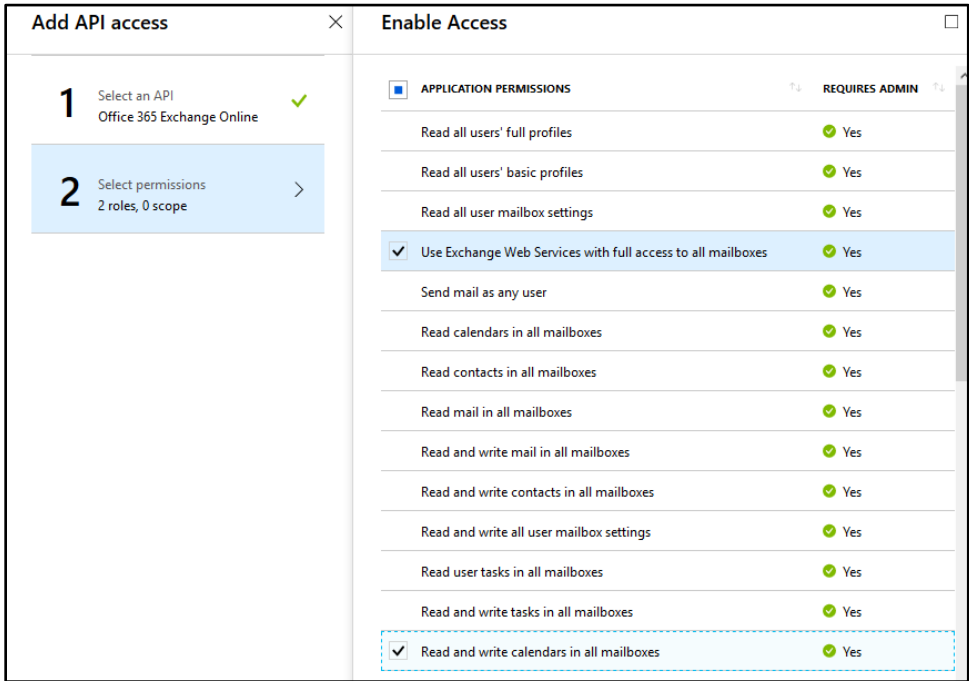 Add API access
1
Select an API
Office 365 Exchange Online
2
Select permissions
2 roles, 0 scope
Enable Access
APPLICATION PERMISSIONS REQUIRES ADMIN
Read all users' full profiles Yes
Read all users' basic profiles Yes
Read all user mailbox settings Yes
Use Exchange Web Services with full access to all mailboxes Yes
Send mail as any user Yes
Read calendars in all mailboxes Yes
Read contacts in all mailboxes Yes
Read mail in all mailboxes Yes
Read and write mail in all mailboxes Yes
Read and write contacts in all mailboxes Yes
Read and write all user mailbox settings Yes
Read user tasks in all mailboxes Yes
Read and write tasks in all mailboxes Yes
Read and write calendars in all mailboxes Yes